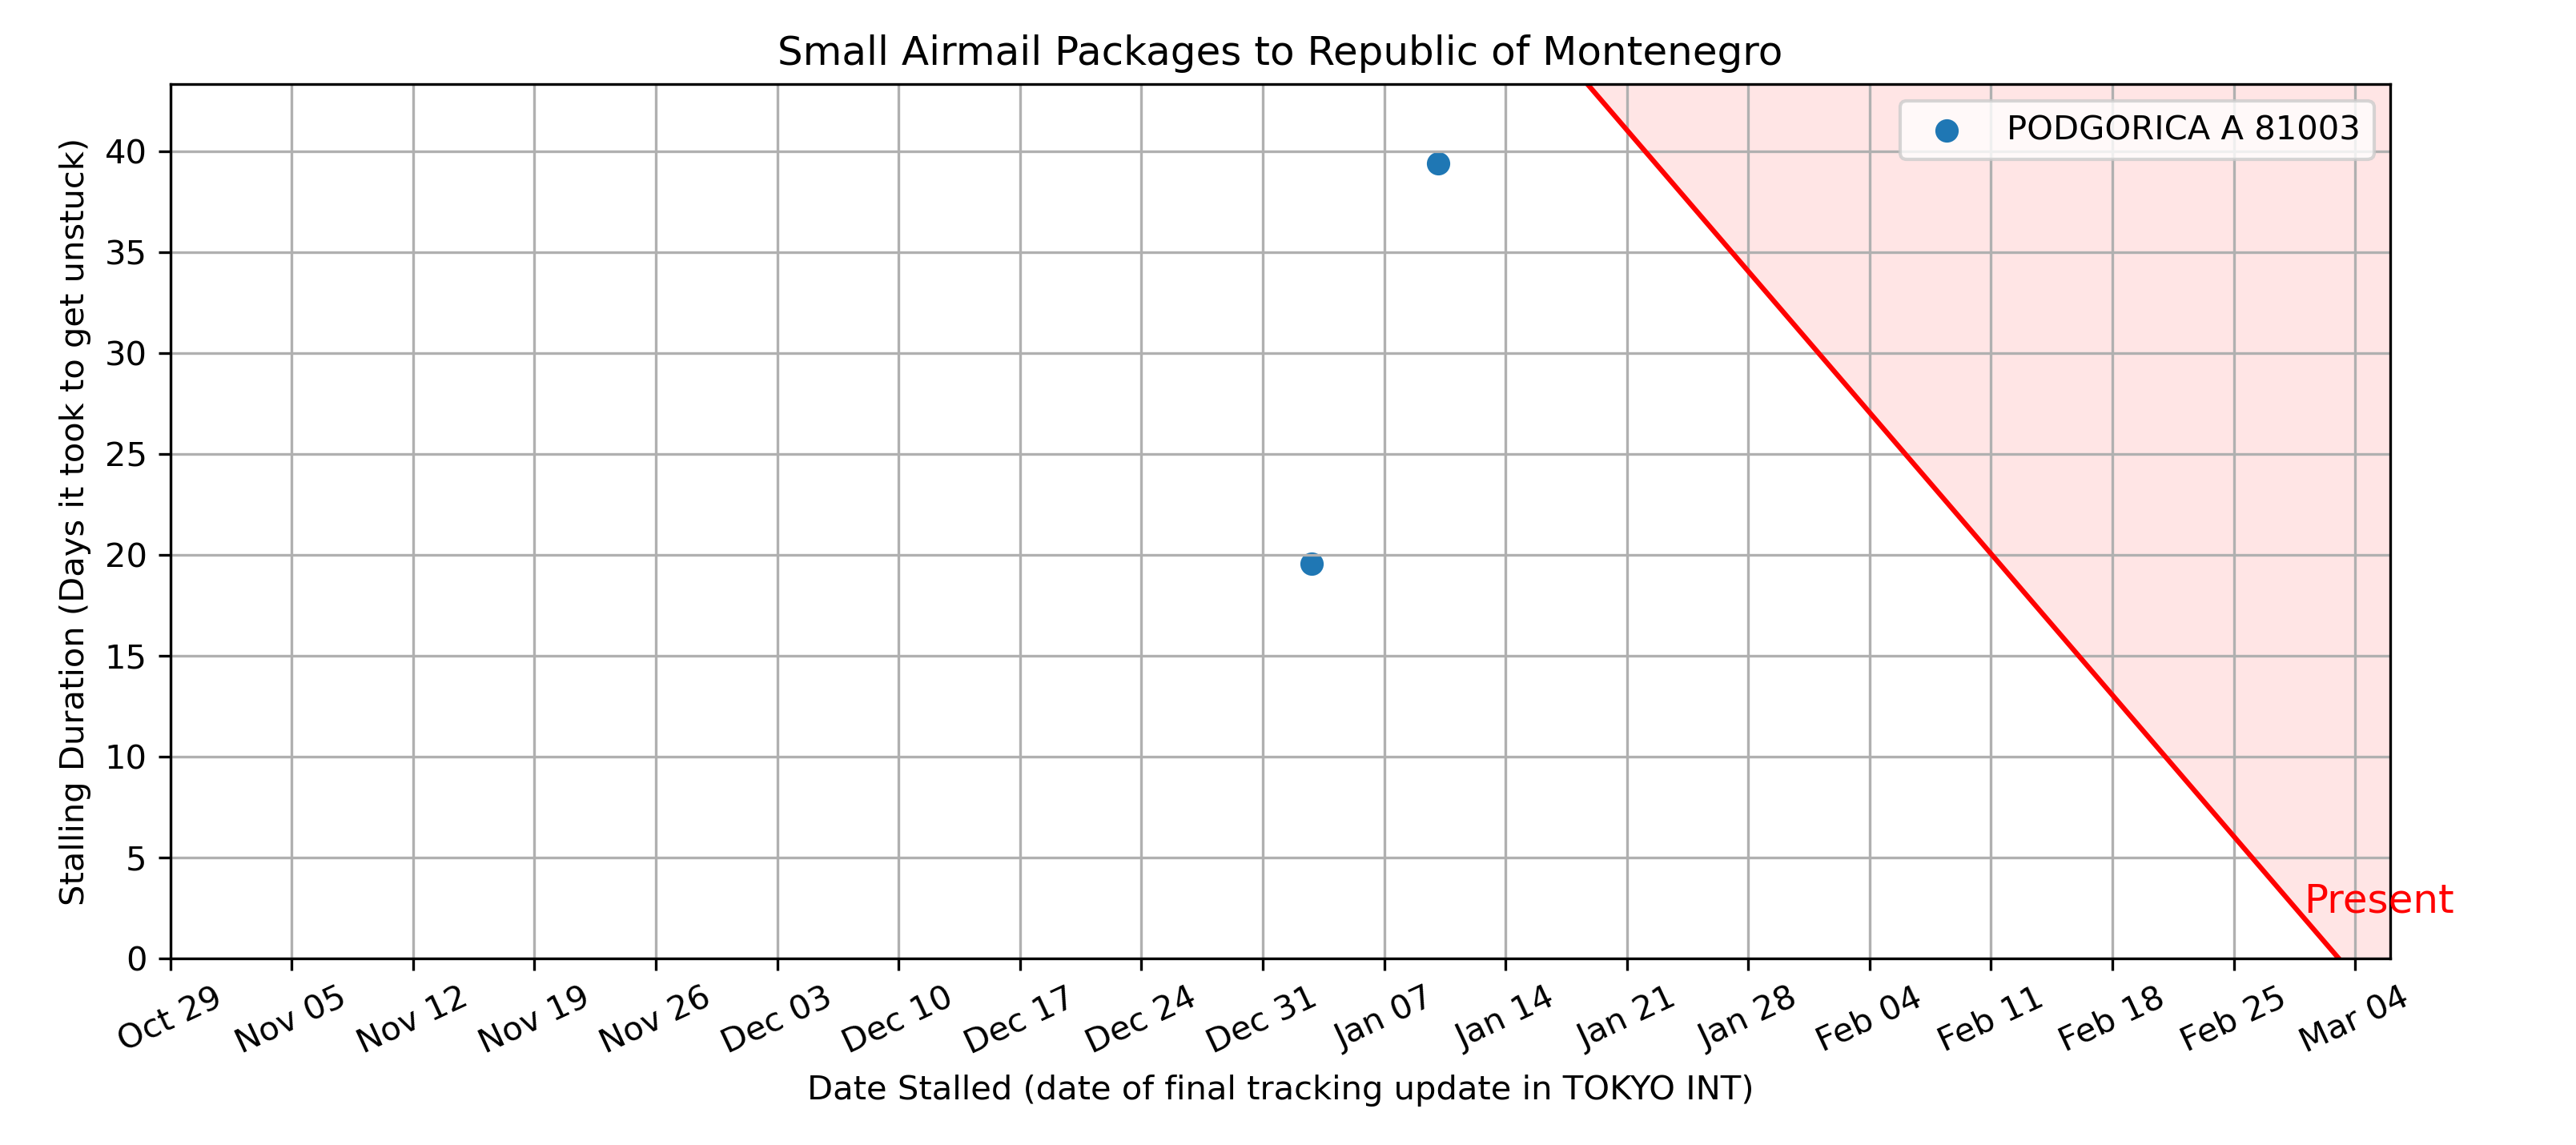 Small Airmail Packages to Republic of Montenegro
PODGORICA A 81003
Stalling Duration (Days it took to get unstuck)
40
35
30
25
20
15
10
5
0
Present
Oct 29 Nov 05 Nov 12 Nov 19 Nov 26 Dec 03 Dec 10 Dec 17 Dec 24 Dec 31 Jan 07 Jan 14 Jan 21 Jan 28 Feb 04 Feb 11 Feb 18 Feb 25 Mar 04
Date Stalled (date of final tracking update in TOKYO INT)